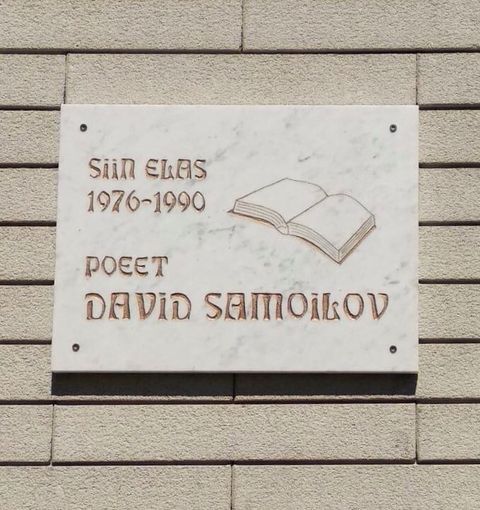 SIIN ELAS
1976-1990
POEET
DAVID SAMOILOV